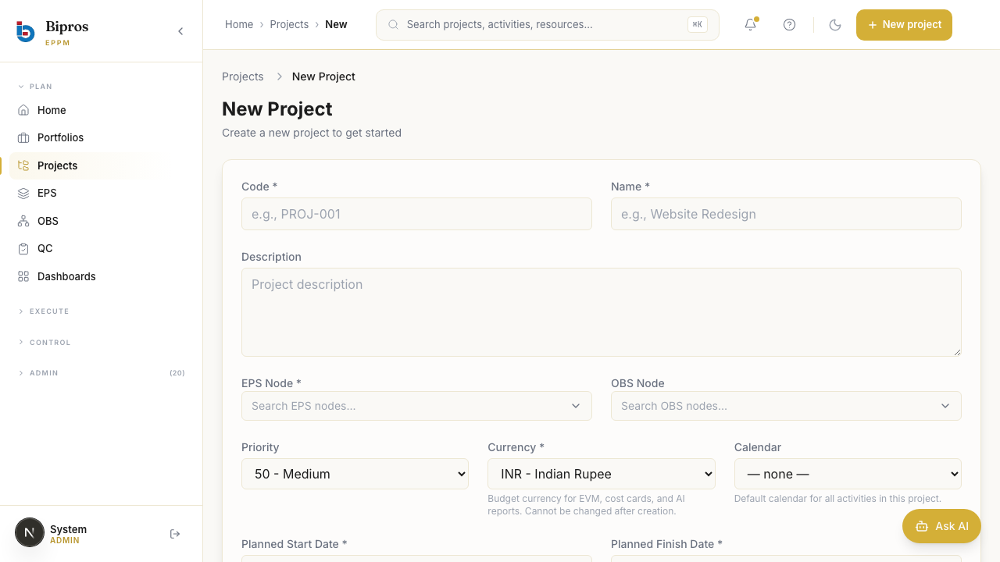 Bipros
EPPM
PLAN
Home
Portfolios
Projects
EPS
OBS
QC
Dashboards
EXECUTE
CONTROL
ADMIN (20)
N System
ADMIN
Home › Projects › New
Search projects, activities, resources... ⌘K
+ New project
Projects > New Project
New Project
Create a new project to get started
Code * Name *
e.g., PROJ-001 e.g., Website Redesign
Description
Project description
EPS Node * OBS Node
Search EPS nodes... Search OBS nodes...
Priority Currency * Calendar
50 - Medium INR - Indian Rupee — none —
Budget currency for EVM, cost cards, and AI Default calendar for all activities in this project.
reports. Cannot be changed after creation.
Ask AI
Planned Start Date * Planned Finish Date *